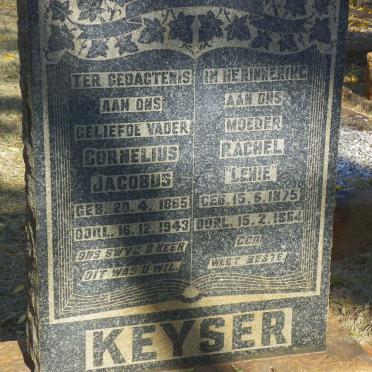 TER GEDACTENIS
AAN ONS
GELIEFDE VADER
CORNELIUS
JACOBUS
GEB. 20. 4. 1865
OORL. 16. 12. 1943
ONS SWYG O HEER
DIT WAS U WIL
IN HERINNERING
AAN ONS
MOEDER
RACHEL
LENIE
GEB. 15. 6. 1875
OORL. 15. 2. 1964
GOD
WEET BESTE
KEYSER